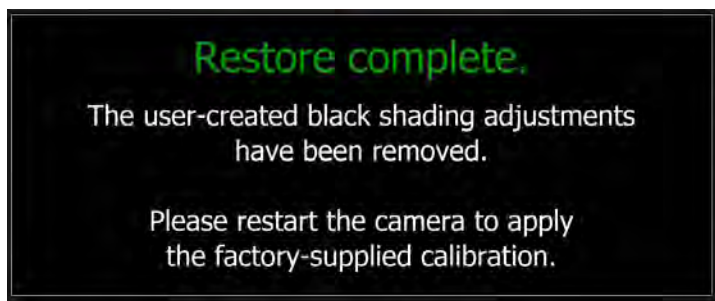 Restore complete.
The user-created black shading adjustments
have been removed.
Please restart the camera to apply
the factory-supplied calibration.